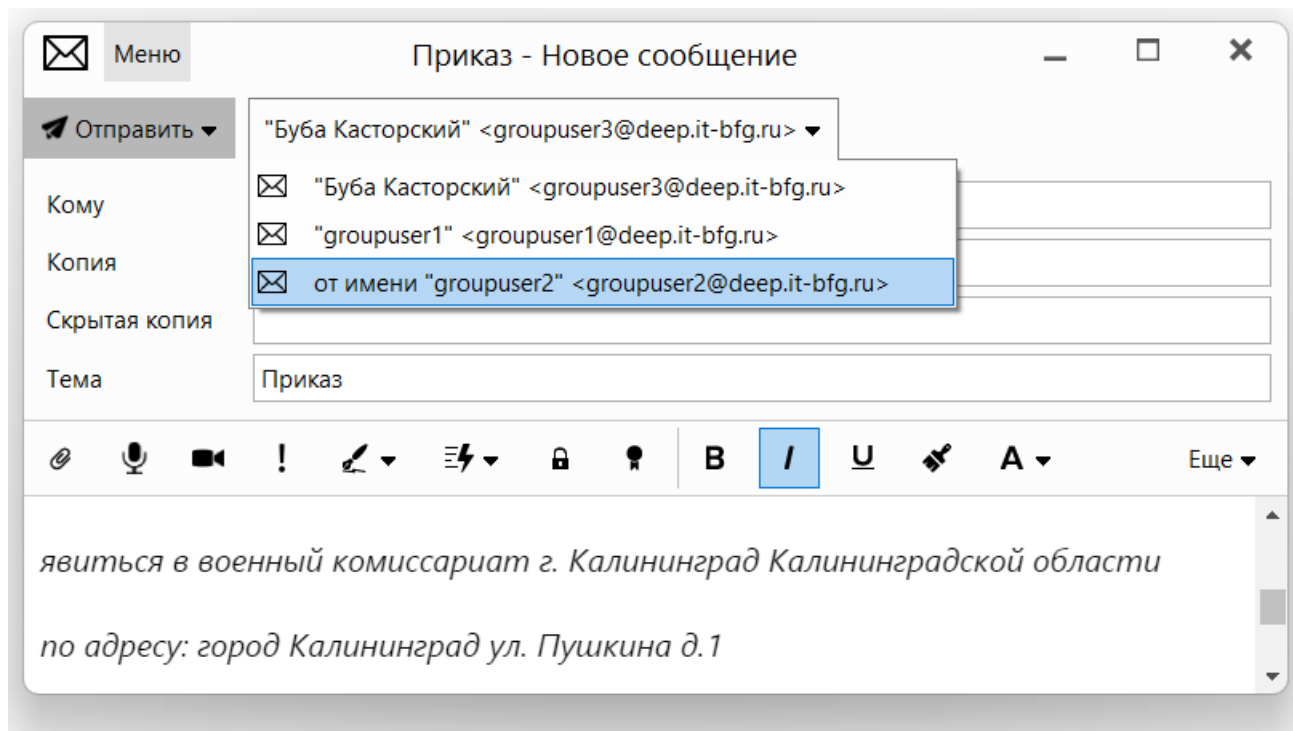 Меню
Приказ - Новое сообщение
Отправить
"Буба Касторский" <groupuser3@deep.it-bfg.ru>
"Буба Касторский" <groupuser3@deep.it-bfg.ru>
Кому
"groupuser1" <groupuser1@deep.it-bfg.ru>
Копия
от имени "groupuser2" <groupuser2@deep.it-bfg.ru>
Скрытая копия
Тема
Приказ
B I U A Еще
явиться в военный комиссариат г. Калининград Калининградской области
по адресу: город Калининград ул. Пушкина д.1